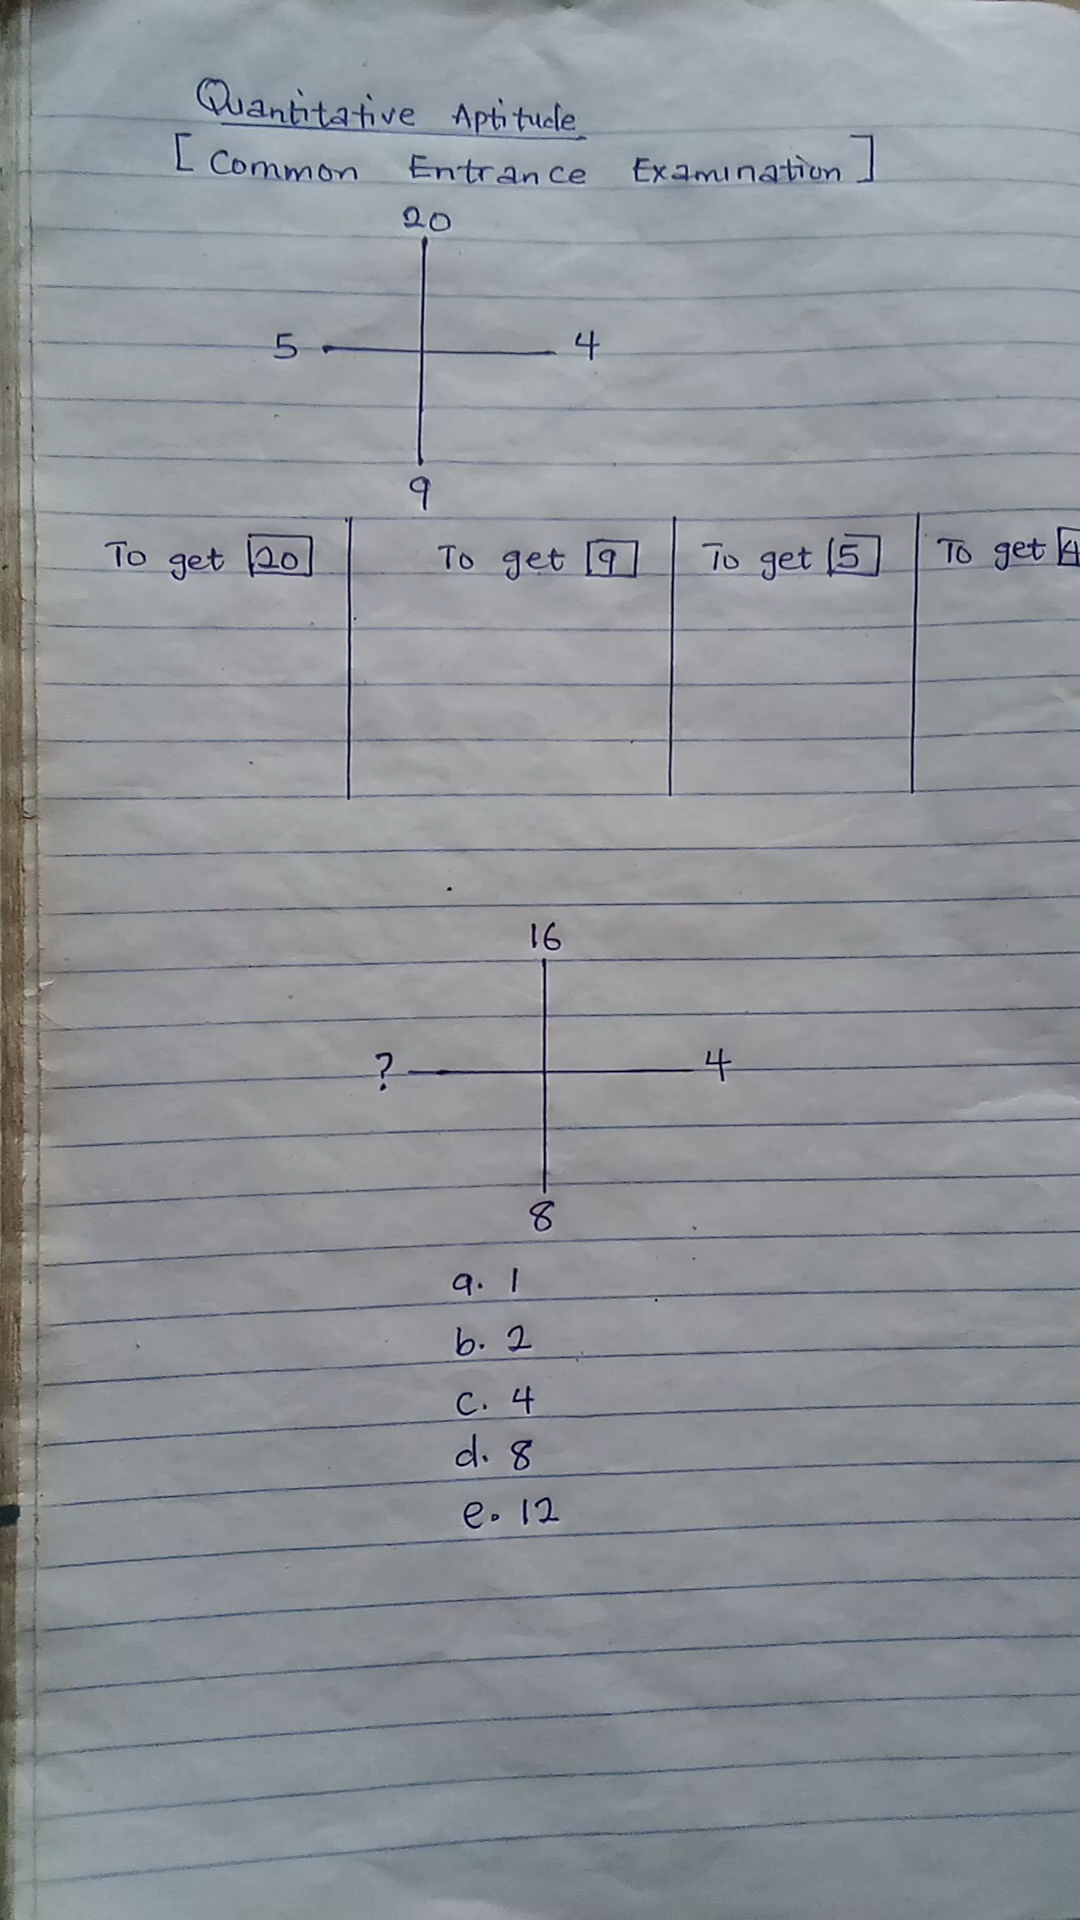 Quantitative Aptitude
[Common Entrance Examination]
20
5 4
9
To get 20 To get 9 To get 5 To get 4
16
? 4
8
a. 1
b. 2
c. 4
d. 8
e. 12